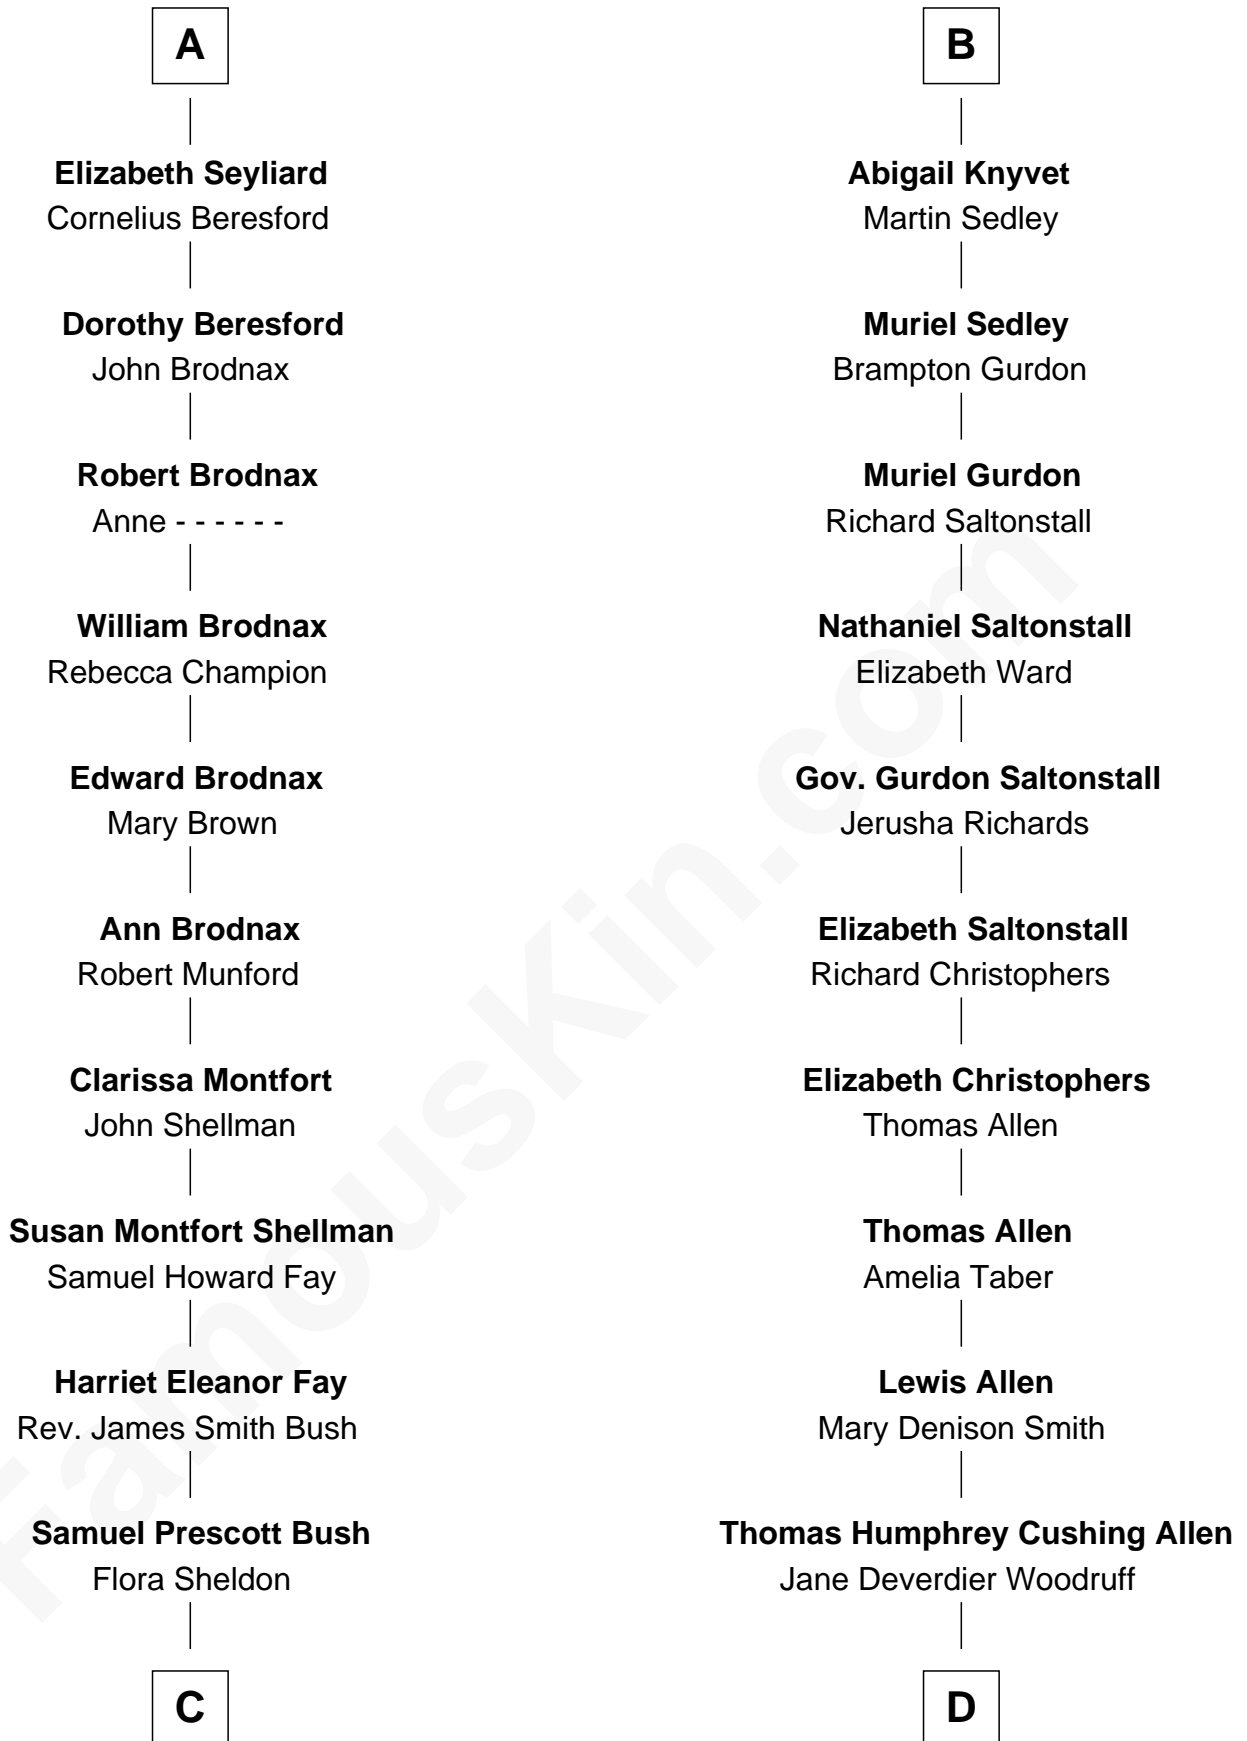 A
Elizabeth Seyliard
Cornelius Beresford
Dorothy Beresford
John Brodnax
Robert Brodnax
Anne - - - - - -
William Brodnax
Rebecca Champion
Edward Brodnax
Mary Brown
Ann Brodnax
Robert Munford
Clarissa Montfort
John Shellman
Susan Montfort Shellman
Samuel Howard Fay
Harriet Eleanor Fay
Rev. James Smith Bush
Samuel Prescott Bush
Flora Sheldon
C
B
Abigail Knyvet
Martin Sedley
Muriel Sedley
Brampton Gurdon
Muriel Gurdon
Richard Saltonstall
Nathaniel Saltonstall
Elizabeth Ward
Gov. Gurdon Saltonstall
Jerusha Richards
Elizabeth Saltonstall
Richard Christophers
Elizabeth Christophers
Thomas Allen
Thomas Allen
Amelia Taber
Lewis Allen
Mary Denison Smith
Thomas Humphrey Cushing Allen
Jane Deverdier Woodruff
D
FamousKin.com